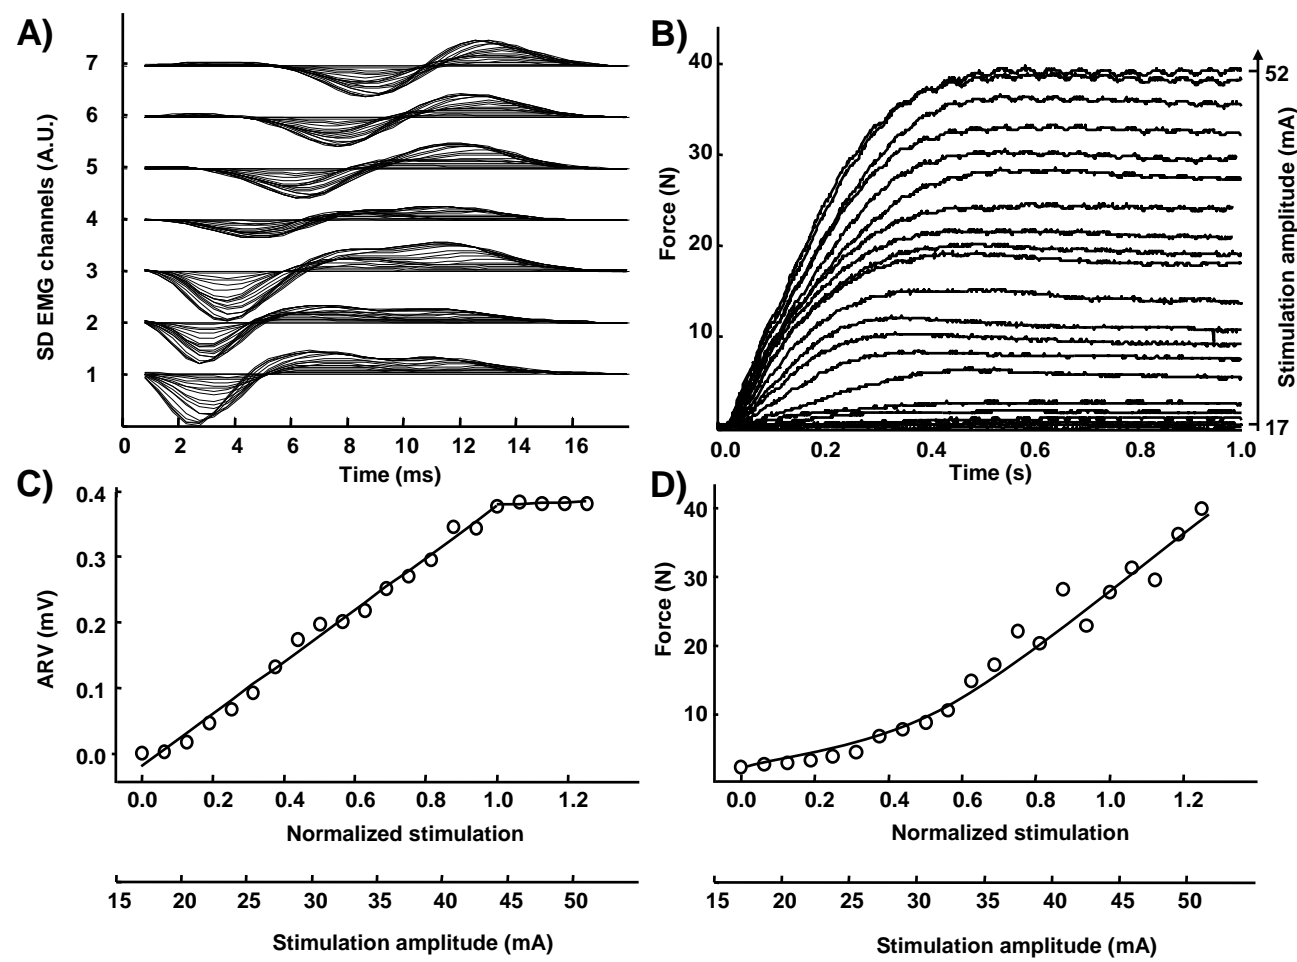 A)
SD EMG channels (A.U.)
7
6
5
4
3
2
1
0 2 4 6 8 10 12 14 16
Time (ms)
B)
Force (N)
40
30
20
10
0.0 0.2 0.4 0.6 0.8 1.0
Time (s)
52
17
Stimulation amplitude (mA)
C)
ARV (mV)
0.4
0.3
0.2
0.1
0.0
0.0 0.2 0.4 0.6 0.8 1.0 1.2
Normalized stimulation
15 20 25 30 35 40 45 50
Stimulation amplitude (mA)
D)
Force (N)
40
30
20
10
0.0 0.2 0.4 0.6 0.8 1.0 1.2
Normalized stimulation
15 20 25 30 35 40 45 50
Stimulation amplitude (mA)